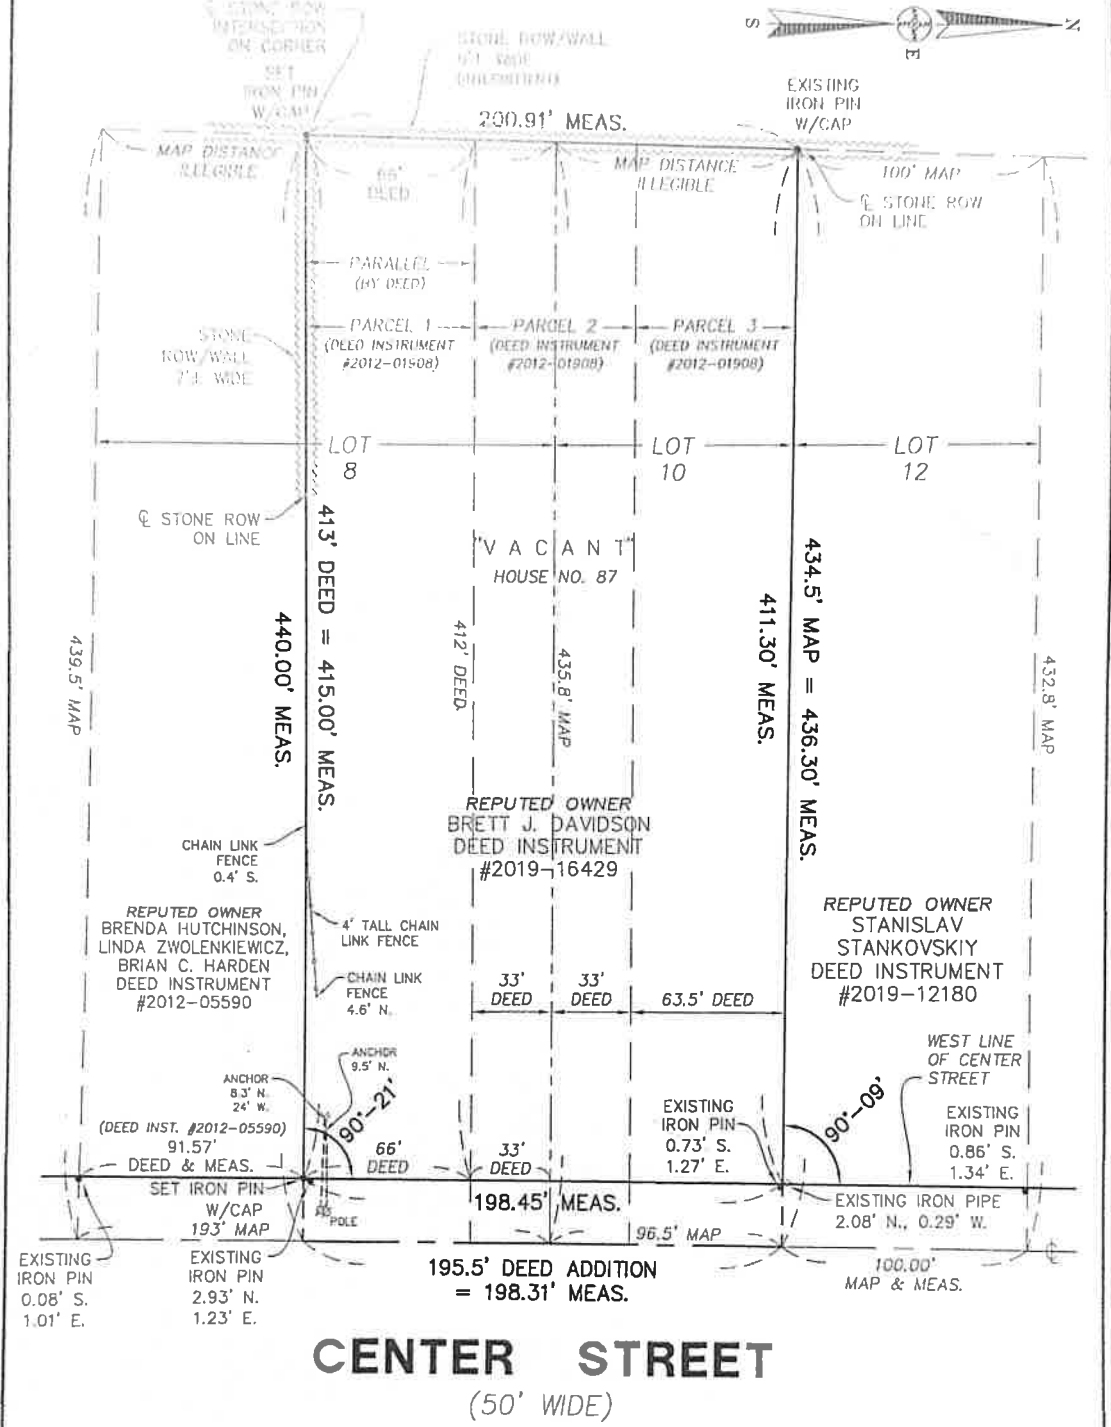 ℄ STONE ROW
INTERSECTION
ON CORNER
SET
IRON PIN
W/CAP
STONE ROW/WALL
WIDE
200.91' MEAS.
S
E
N
EXISTING
IRON PIN
W/CAP
MAP DISTANCE
ILLEGIBLE
66'
DEED
MAP DISTANCE
ILLEGIBLE
100' MAP
℄ STONE ROW
ON LINE
PARALLEL
(BY DEED)
PARCEL 1
(DEED INSTRUMENT
#2012-01908)
PARCEL 2
(DEED INSTRUMENT
#2012-01908)
PARCEL 3
(DEED INSTRUMENT
#2012-01908)
STONE
ROW/WALL
WIDE
LOT
8
LOT
10
LOT
12
℄ STONE ROW
ON LINE
"VACANT"
HOUSE NO. 87
439.5' MAP
440.00' MEAS.
413' DEED = 415.00' MEAS.
412' DEED
435.8' MAP
411.30' MEAS.
434.5' MAP = 436.30' MEAS.
432.8' MAP
REPUTED OWNER
BRETT J. DAVIDSON
DEED INSTRUMENT
#2019-16429
CHAIN LINK
FENCE
0.4' S.
REPUTED OWNER
BRENDA HUTCHINSON,
LINDA ZWOLENKIEWICZ,
BRIAN C. HARDEN
DEED INSTRUMENT
#2012-05590
4' TALL CHAIN
LINK FENCE
CHAIN LINK
FENCE
4.6' N.
REPUTED OWNER
STANISLAV
STANKOVSKIY
DEED INSTRUMENT
#2019-12180
33'
DEED
33'
DEED
63.5' DEED
WEST LINE
OF CENTER
STREET
ANCHOR
9.5' N.
ANCHOR
8.3' N.
24' W.
90°-21'
90°-09'
(DEED INST. #2012-05590)
91.57'
DEED & MEAS.
66'
DEED
33'
DEED
EXISTING
IRON PIN
0.73' S.
1.27' E.
EXISTING
IRON PIN
0.86' S.
1.34' E.
SET IRON PIN
W/CAP
193' MAP
POLE
198.45' MEAS.
EXISTING IRON PIPE
2.08' N., 0.29' W.
96.5' MAP
℄
EXISTING
IRON PIN
0.08' S.
1.01' E.
EXISTING
IRON PIN
2.93' N.
1.23' E.
195.5' DEED ADDITION
= 198.31' MEAS.
100.00'
MAP & MEAS.
CENTER STREET
(50' WIDE)